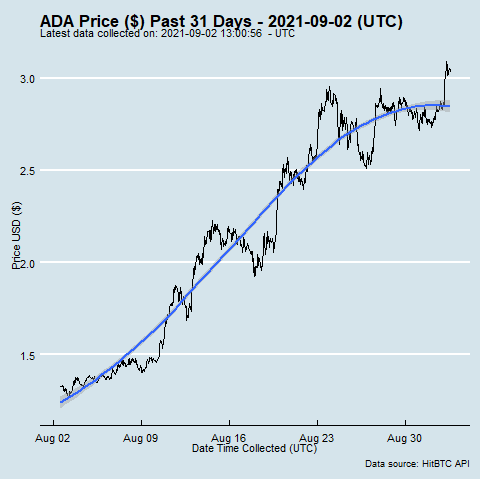 ADA Price ($) Past 31 Days - 2021-09-02 (UTC)
Latest data collected on: 2021-09-02 13:00:56 - UTC
Price USD ($)
3.0
2.5
2.0
1.5
Aug 02 Aug 09 Aug 16 Aug 23 Aug 30
Date Time Collected (UTC)
Data source: HitBTC API